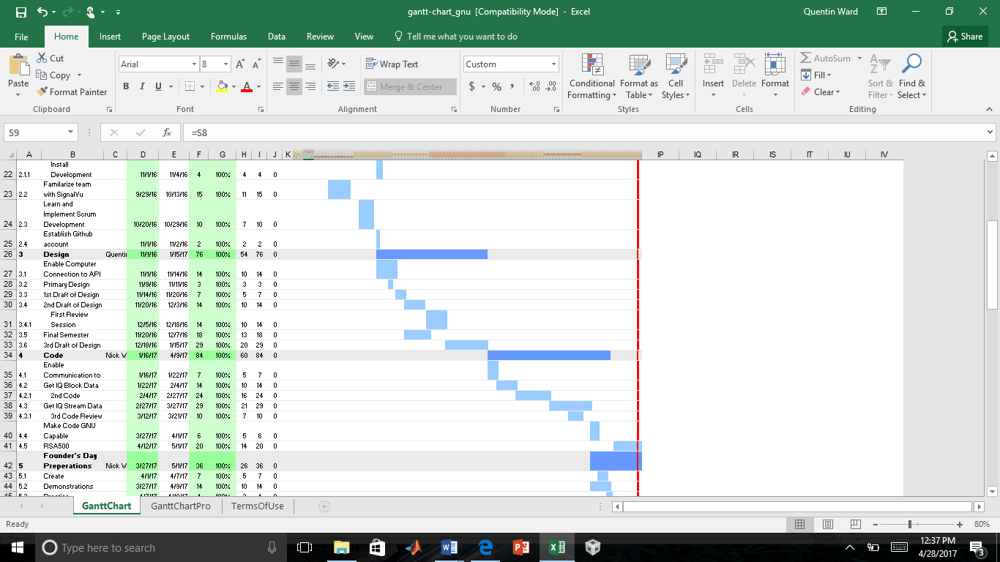 gantt-chart_gnu [Compatibility Mode] - Excel
Quentin Ward
File Home Insert Page Layout Formulas Data Review View Tell me what you want to do Share
Paste Cut Copy Format Painter
Arial 8
B I U A
Wrap Text
Merge & Center
Custom
$ % ,
Conditional Formatting
Format as Table
Cell Styles
Insert Delete Format
AutoSum Fill Clear
Sort & Filter
Find & Select
Clipboard Font Alignment Number Styles Cells Editing
S9 fx =S8
A B C D E F G H I J K IP IQ IR IS IT IU IV
Install
22 2.1.1 Development 11/1/16 11/4/16 4 100% 4 4 0
Familarize team
23 2.2 with SignalVu 9/29/16 10/13/16 15 100% 11 15 0
Learn and
Implement Scrum
24 2.3 Development 10/20/16 10/29/16 10 100% 7 10 0
Establish Github
25 2.4 account 11/1/16 11/2/16 2 100% 2 2 0
26 3 Design Quenti 11/1/16 1/15/17 76 100% 54 76 0
Enable Computer
27 3.1 Connection to API 11/1/16 11/14/16 14 100% 10 14 0
28 3.2 Primary Design 11/9/16 11/11/16 3 100% 3 3 0
29 3.3 1st Draft of Design 11/14/16 11/20/16 7 100% 5 7 0
30 3.4 2nd Draft of Design 11/20/16 12/3/16 14 100% 10 14 0
First Review
31 3.4.1 Session 12/5/16 12/18/16 14 100% 10 14 0
32 3.5 Final Semester 11/20/16 12/7/16 18 100% 13 18 0
33 3.6 3rd Draft of Design 12/18/16 1/15/17 29 100% 20 29 0
34 4 Code Nick W 1/16/17 4/9/17 84 100% 60 84 0
Enable
35 4.1 Communication to 1/16/17 1/22/17 7 100% 5 7 0
36 4.2 Get IQ Block Data 1/22/17 2/4/17 14 100% 10 14 0
37 4.2.1 2nd Code 2/4/17 2/27/17 24 100% 16 24 0
38 4.3 Get IQ Stream Data 2/27/17 3/27/17 29 100% 21 29 0
39 4.3.1 3rd Code Review 3/12/17 3/21/17 10 100% 7 10 0
Make Code GNU
40 4.4 Capable 3/27/17 4/1/17 6 100% 5 6 0
41 4.5 RSA500 4/12/17 5/1/17 20 100% 14 20 0
Founder's Day
42 5 Preperations Nick W 3/27/17 5/1/17 36 100% 26 36 0
43 5.1 Create 4/1/17 4/7/17 7 100% 5 7 0
44 5.2 Demonstrations 3/27/17 4/9/17 14 100% 10 14 0
GanttChart GanttChartPro TermsOfUse
Ready 80%
Type here to search
12:37 PM
4/28/2017
3